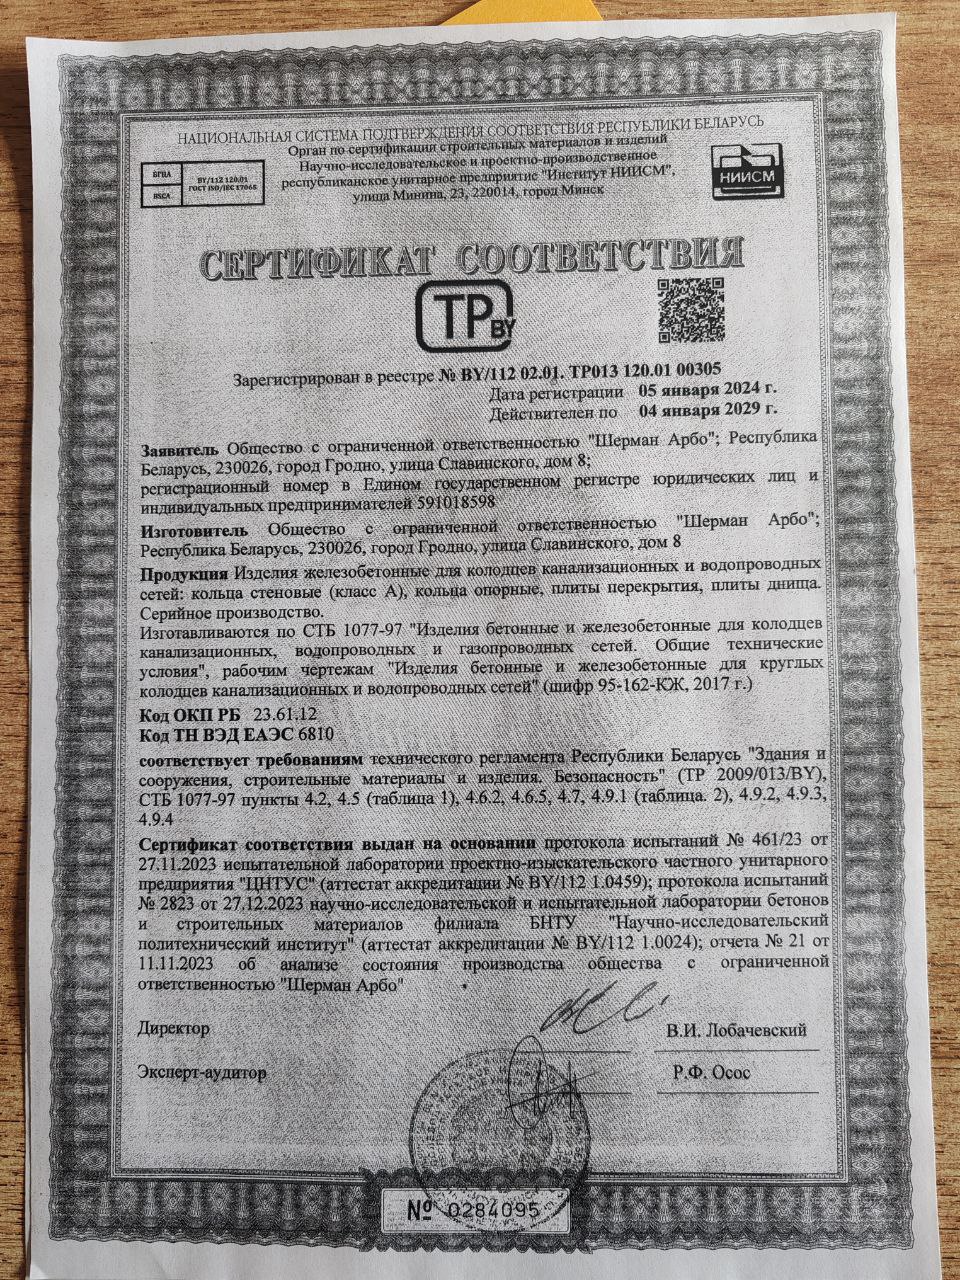 НАЦИОНАЛЬНАЯ СИСТЕМА ПОДТВЕРЖДЕНИЯ СООТВЕТСТВИЯ РЕСПУБЛИКИ БЕЛАРУСЬ
Орган по сертификации строительных материалов и изделий
Научно-исследовательское и проектно-производственное
республиканское унитарное предприятие "Институт НИИСМ",
улица Минина, 23, 220014, город Минск
БГЦА
BSCA
BY/112 120.01
ГОСТ ISO/IEC 17065
НИИСМ
СЕРТИФИКАТ СООТВЕТСТВИЯ
TP BY
Зарегистрирован в реестре № BY/112 02.01. ТР013 120.01 00305
Дата регистрации 05 января 2024 г.
Действителен по 04 января 2029 г.
Заявитель Общество с ограниченной ответственностью "Шерман Арбо"; Республика
Беларусь, 230026, город Гродно, улица Славинского, дом 8;
регистрационный номер в Едином государственном регистре юридических лиц и
индивидуальных предпринимателей 591018598
Изготовитель Общество с ограниченной ответственностью "Шерман Арбо";
Республика Беларусь, 230026, город Гродно, улица Славинского, дом 8
Продукция Изделия железобетонные для колодцев канализационных и водопроводных
сетей: кольца стеновые (класс А), кольца опорные, плиты перекрытия, плиты днища.
Серийное производство.
Изготавливаются по СТБ 1077-97 "Изделия бетонные и железобетонные для колодцев
канализационных, водопроводных и газопроводных сетей. Общие технические
условия", рабочим чертежам "Изделия бетонные и железобетонные для круглых
колодцев канализационных и водопроводных сетей" (шифр 95-162-КЖ, 2017 г.)
Код ОКП РБ 23.61.12
Код ТН ВЭД ЕАЭС 6810
соответствует требованиям технического регламента Республики Беларусь "Здания и
сооружения, строительные материалы и изделия. Безопасность" (ТР 2009/013/BY),
СТБ 1077-97 пункты 4.2, 4.5 (таблица 1), 4.6.2, 4.6.5, 4.7, 4.9.1 (таблица. 2), 4.9.2, 4.9.3,
4.9.4
Сертификат соответствия выдан на основании протокола испытаний № 461/23 от
27.11.2023 испытательной лаборатории проектно-изыскательского частного унитарного
предприятия "ЦНТУС" (аттестат аккредитации № BY/112 1.0459); протокола испытаний
№ 2823 от 27.12.2023 научно-исследовательской и испытательной лаборатории бетонов
и строительных материалов филиала БНТУ "Научно-исследовательский
политехнический институт" (аттестат аккредитации № BY/112 1.0024); отчета № 21 от
11.11.2023 об анализе состояния производства общества с ограниченной
ответственностью "Шерман Арбо"
Директор
В.И. Лобачевский
Эксперт-аудитор
Р.Ф. Осос
№ 0284095